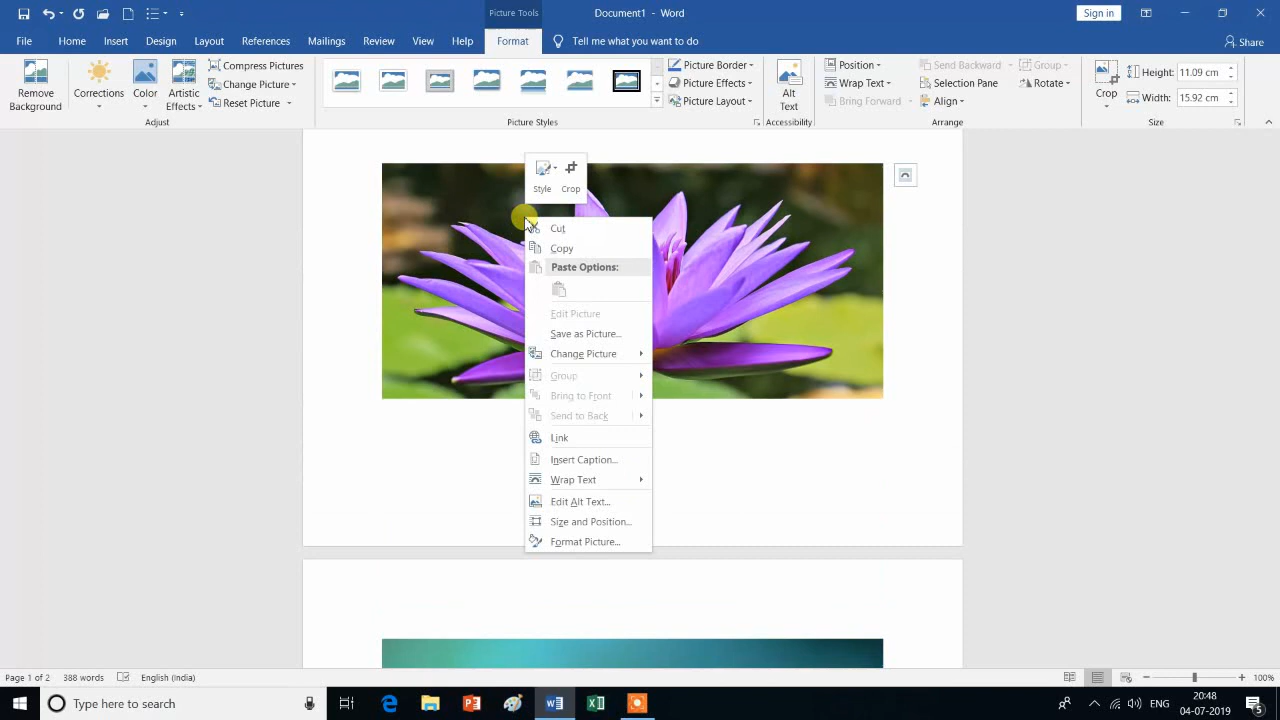 Picture Tools
Document1 - Word
Sign in
File Home Insert Design Layout References Mailings Review View Help Format Tell me what you want to do Share
Remove Background
Corrections
Color
Artistic Effects
Compress Pictures
Change Picture
Reset Picture
Adjust
Picture Styles
Picture Border
Picture Effects
Picture Layout
Alt Text
Accessibility
Position
Wrap Text
Bring Forward
Send Backward
Selection Pane
Align
Group
Rotate
Arrange
Crop
Height: 11.09 cm
Width: 15.92 cm
Size
Style Crop
Cut
Copy
Paste Options:
Edit Picture
Save as Picture...
Change Picture
Group
Bring to Front
Send to Back
Link
Insert Caption...
Wrap Text
Edit Alt Text...
Size and Position...
Format Picture...
Page 1 of 2 388 words English (India) 100%
Type here to search
ENG
20:48
04-07-2019
5